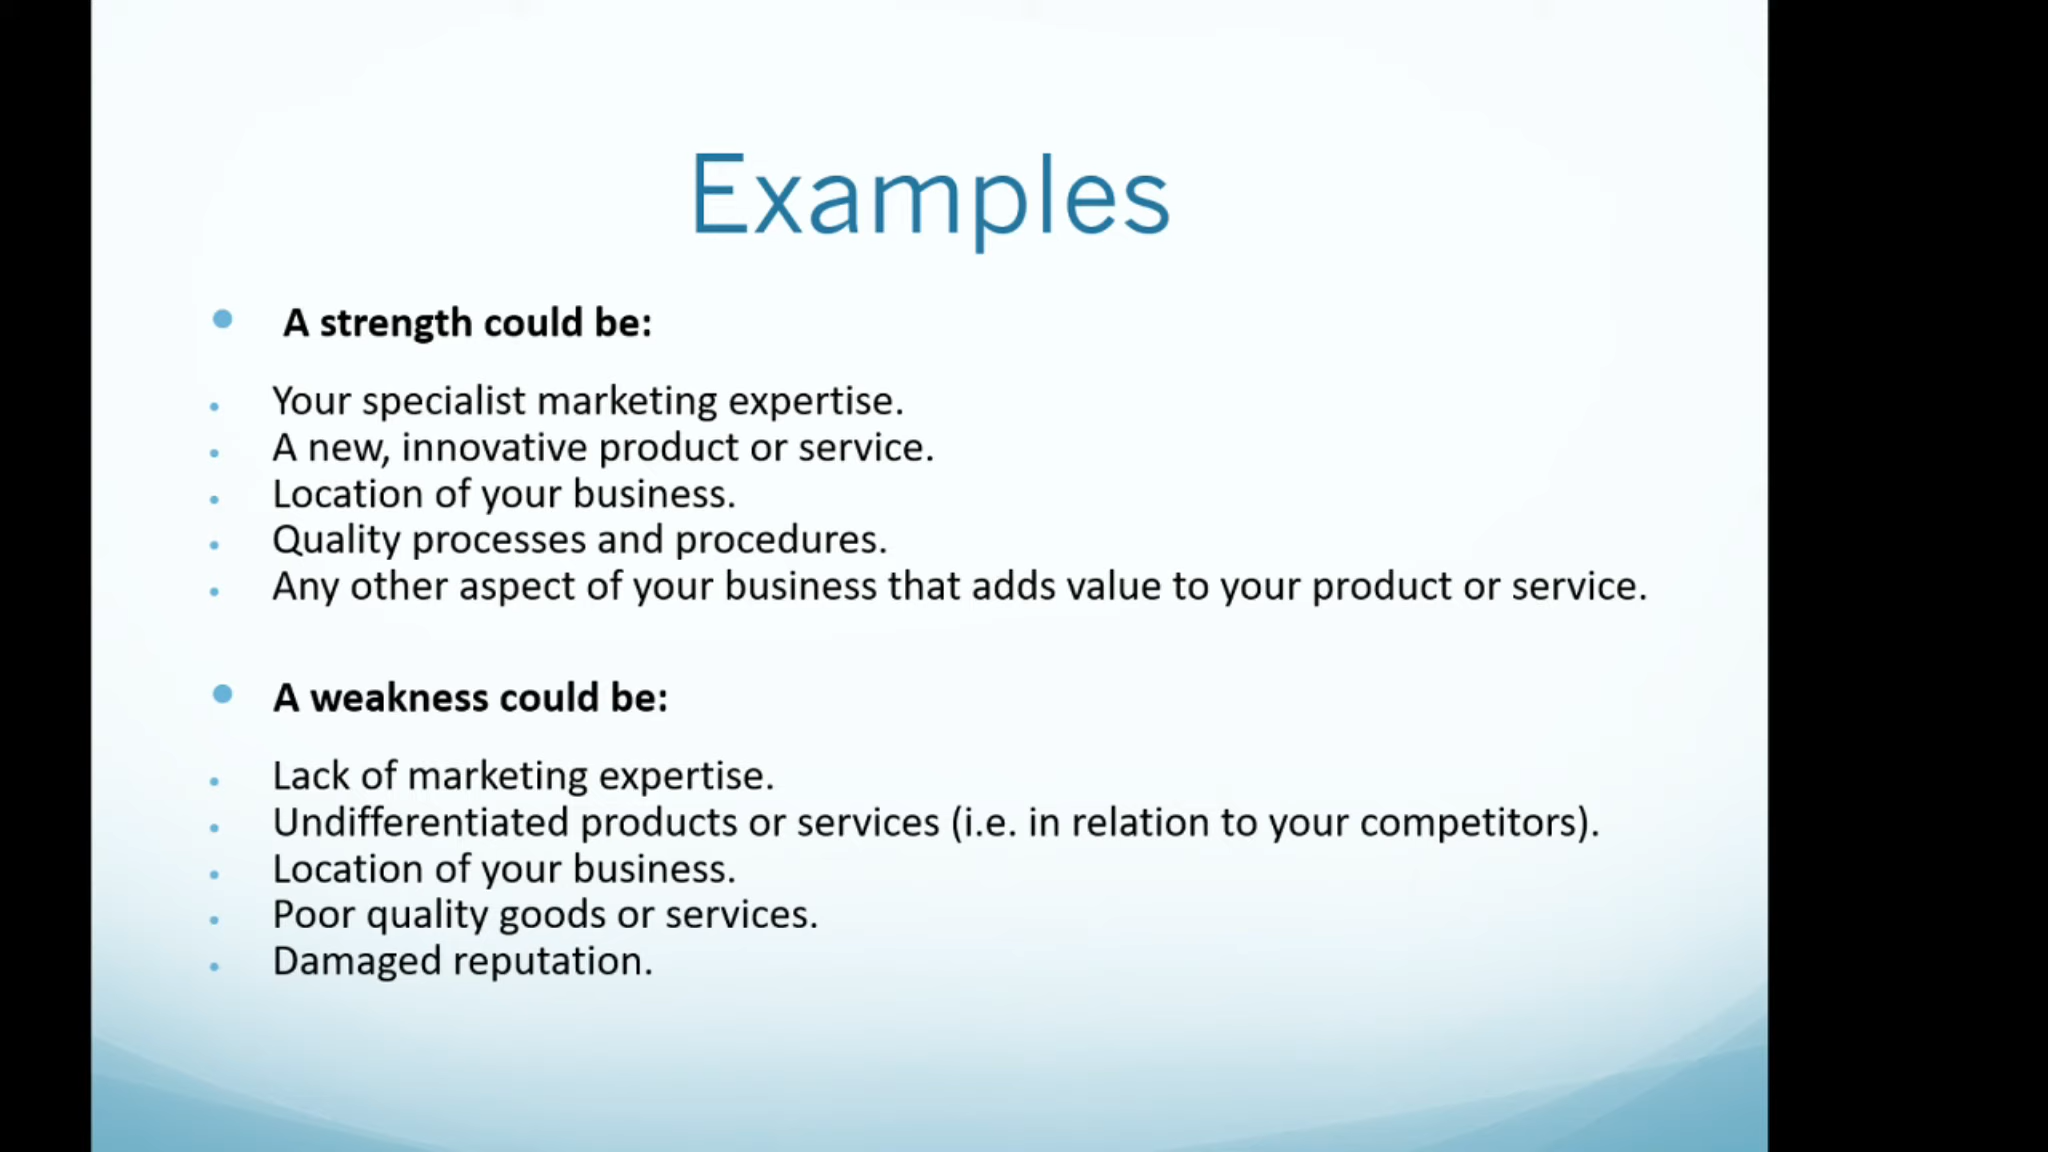 Examples
A strength could be:
Your specialist marketing expertise.
A new, innovative product or service.
Location of your business.
Quality processes and procedures.
Any other aspect of your business that adds value to your product or service.
A weakness could be:
Lack of marketing expertise.
Undifferentiated products or services (i.e. in relation to your competitors).
Location of your business.
Poor quality goods or services.
Damaged reputation.